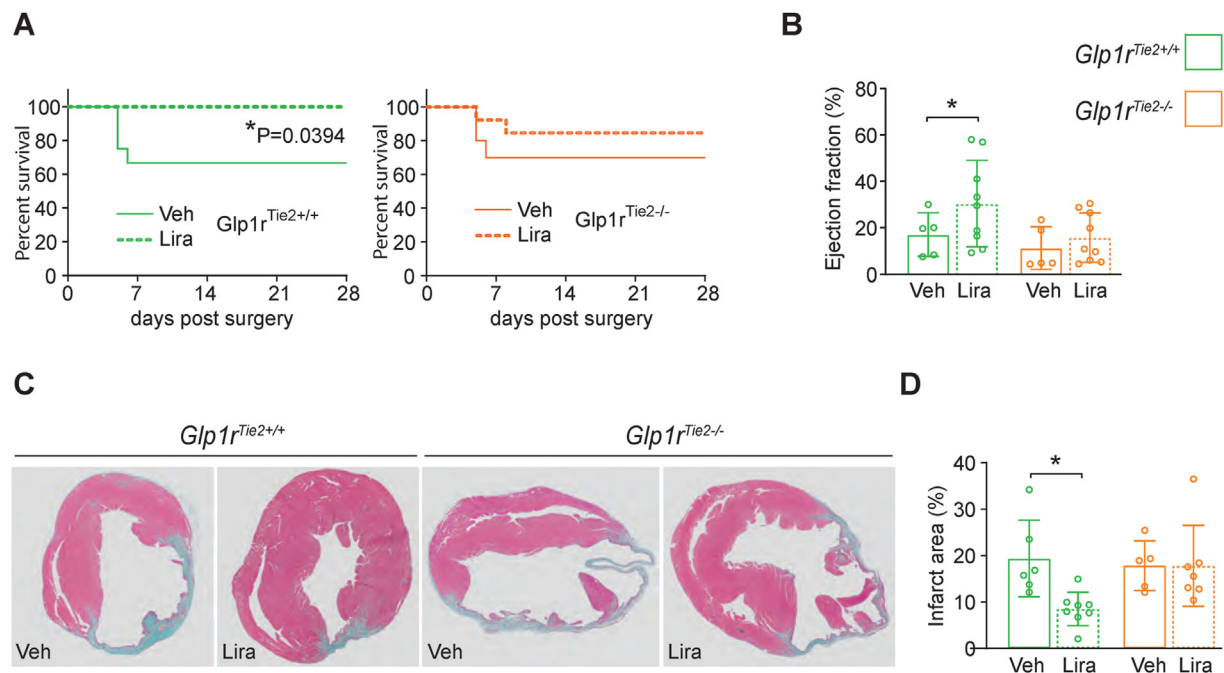 A
B
Glp1r^Tie2+/+
Glp1r^Tie2-/-
Percent survival
100
80
60
40
20
0
*P=0.0394
Veh
Lira
Glp1r^Tie2+/+
0 7 14 21 28
days post surgery
Percent survival
100
80
60
40
20
0
Veh
Lira
Glp1r^Tie2-/-
0 7 14 21 28
days post surgery
Ejection fraction (%)
80
60
40
20
0
*
Veh Lira Veh Lira
C
Glp1r^Tie2+/+ Glp1r^Tie2-/-
Veh Lira Veh Lira
D
Infarct area (%)
40
30
20
10
0
*
Veh Lira Veh Lira